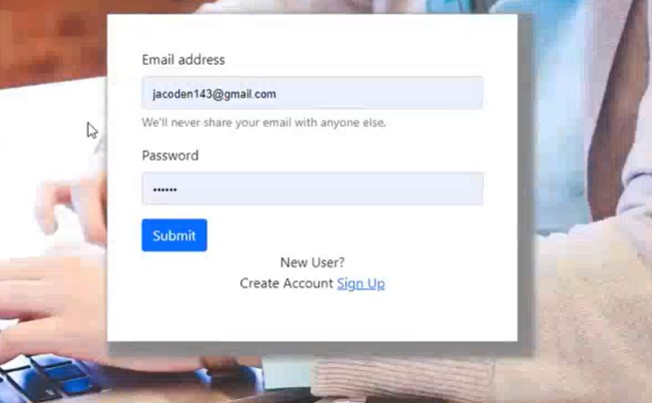 Email address
jacoden143@gmail.com
We'll never share your email with anyone else.
Password
••••••
Submit
New User?
Create Account Sign Up